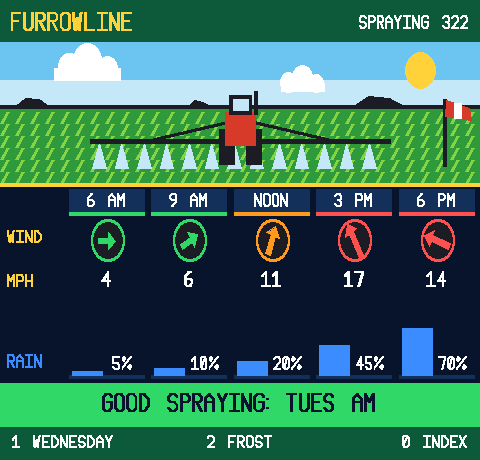 FURROWLINE SPRAYING 322
6 AM 9 AM NOON 3 PM 6 PM
WIND
MPH 4 6 11 17 14
RAIN 5% 10% 20% 45% 70%
GOOD SPRAYING: TUES AM
1 WEDNESDAY 2 FROST 0 INDEX